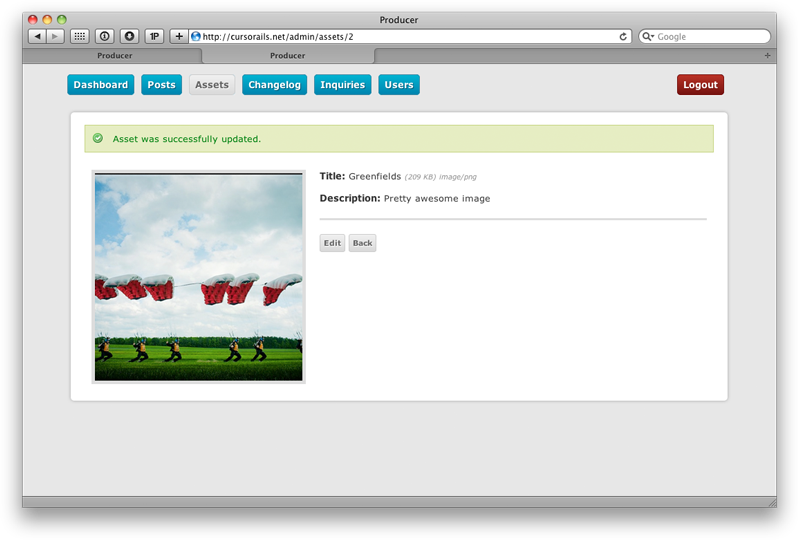 Producer
1P
+
http://cursorails.net/admin/assets/2
Google
Producer
Producer
+
Dashboard
Posts
Assets
Changelog
Inquiries
Users
Logout
Asset was successfully updated.
Title: Greenfields (209 KB) image/png
Description: Pretty awesome image
Edit
Back